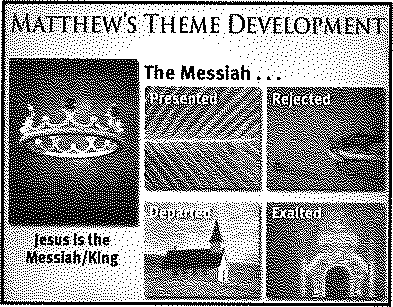 MATTHEW'S THEME DEVELOPMENT
The Messiah . . .
Presented
Rejected
Departed
Exalted
Jesus is the
Messiah/King